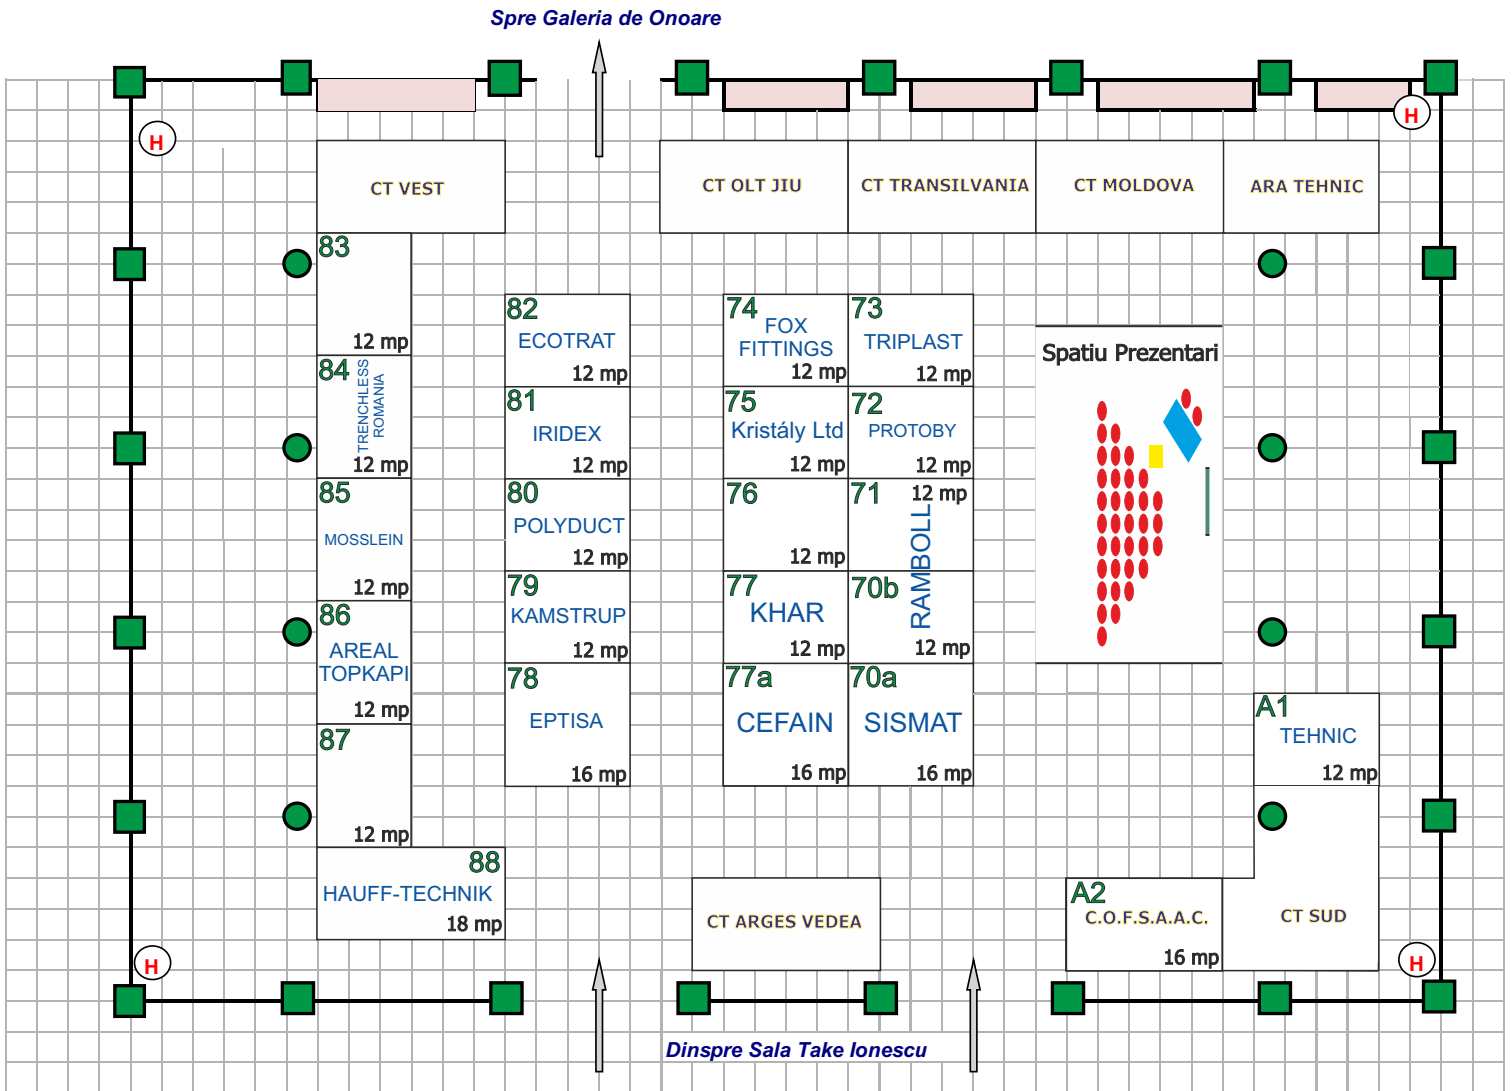 Spre Galeria de Onoare
H
H
CT VEST
CT OLT JIU
CT TRANSILVANIA
CT MOLDOVA
ARA TEHNIC
83
12 mp
84
TRENCHLESS
ROMANIA
12 mp
85
MOSSLEIN
12 mp
86
AREAL
TOPKAPI
12 mp
87
12 mp
88
HAUFF-TECHNIK
18 mp
82
ECOTRAT
12 mp
81
IRIDEX
12 mp
80
POLYDUCT
12 mp
79
KAMSTRUP
12 mp
78
EPTISA
16 mp
74
FOX
FITTINGS
12 mp
73
TRIPLAST
12 mp
75
Kristály Ltd
12 mp
72
PROTOBY
12 mp
76
12 mp
71
12 mp
RAMBOLL
77
KHAR
12 mp
70b
12 mp
77a
CEFAIN
16 mp
70a
SISMAT
16 mp
Spatiu Prezentari
A1
TEHNIC
12 mp
CT ARGES VEDEA
A2
C.O.F.S.A.A.C.
16 mp
CT SUD
H
H
Dinspre Sala Take Ionescu